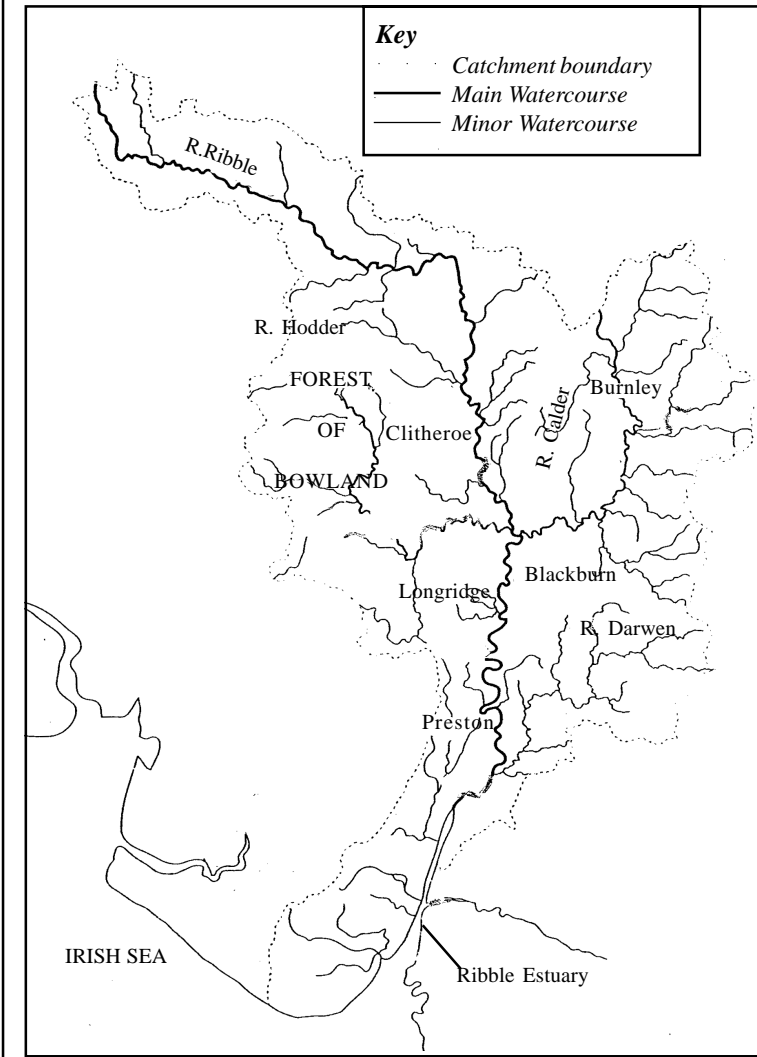 Key
Catchment boundary
Main Watercourse
Minor Watercourse
R.Ribble
R. Hodder
FOREST
OF
BOWLAND
Clitheroe
R. Calder
Burnley
Longridge
Blackburn
R. Darwen
Preston
IRISH SEA
Ribble Estuary